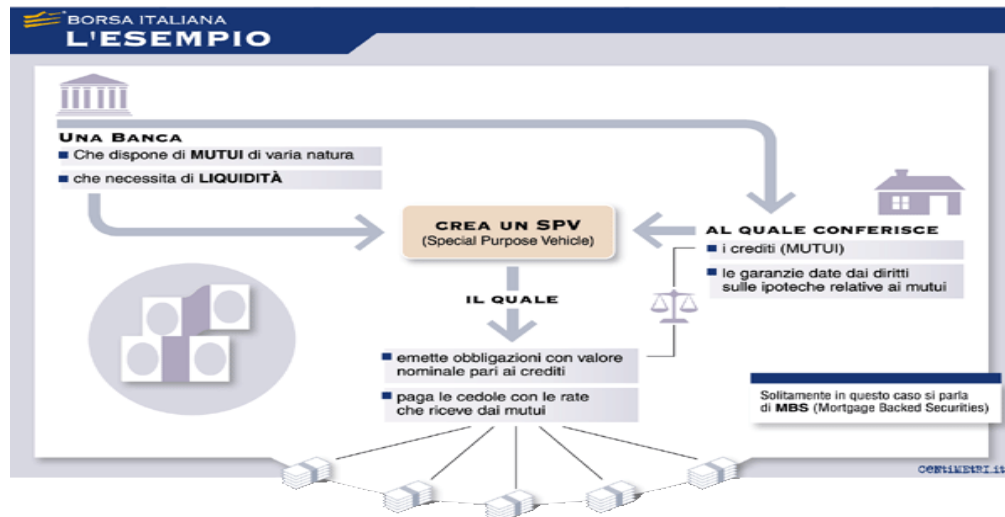 BORSA ITALIANA
L'ESEMPIO
UNA BANCA
Che dispone di MUTUI di varia natura
che necessita di LIQUIDITÀ
CREA UN SPV
(Special Purpose Vehicle)
AL QUALE CONFERISCE
i crediti (MUTUI)
le garanzie date dai diritti
sulle ipoteche relative ai mutui
IL QUALE
emette obbligazioni con valore
nominale pari ai crediti
paga le cedole con le rate
che riceve dai mutui
Solitamente in questo caso si parla
di MBS (Mortgage Backed Securities)
CENTIMETRI.it